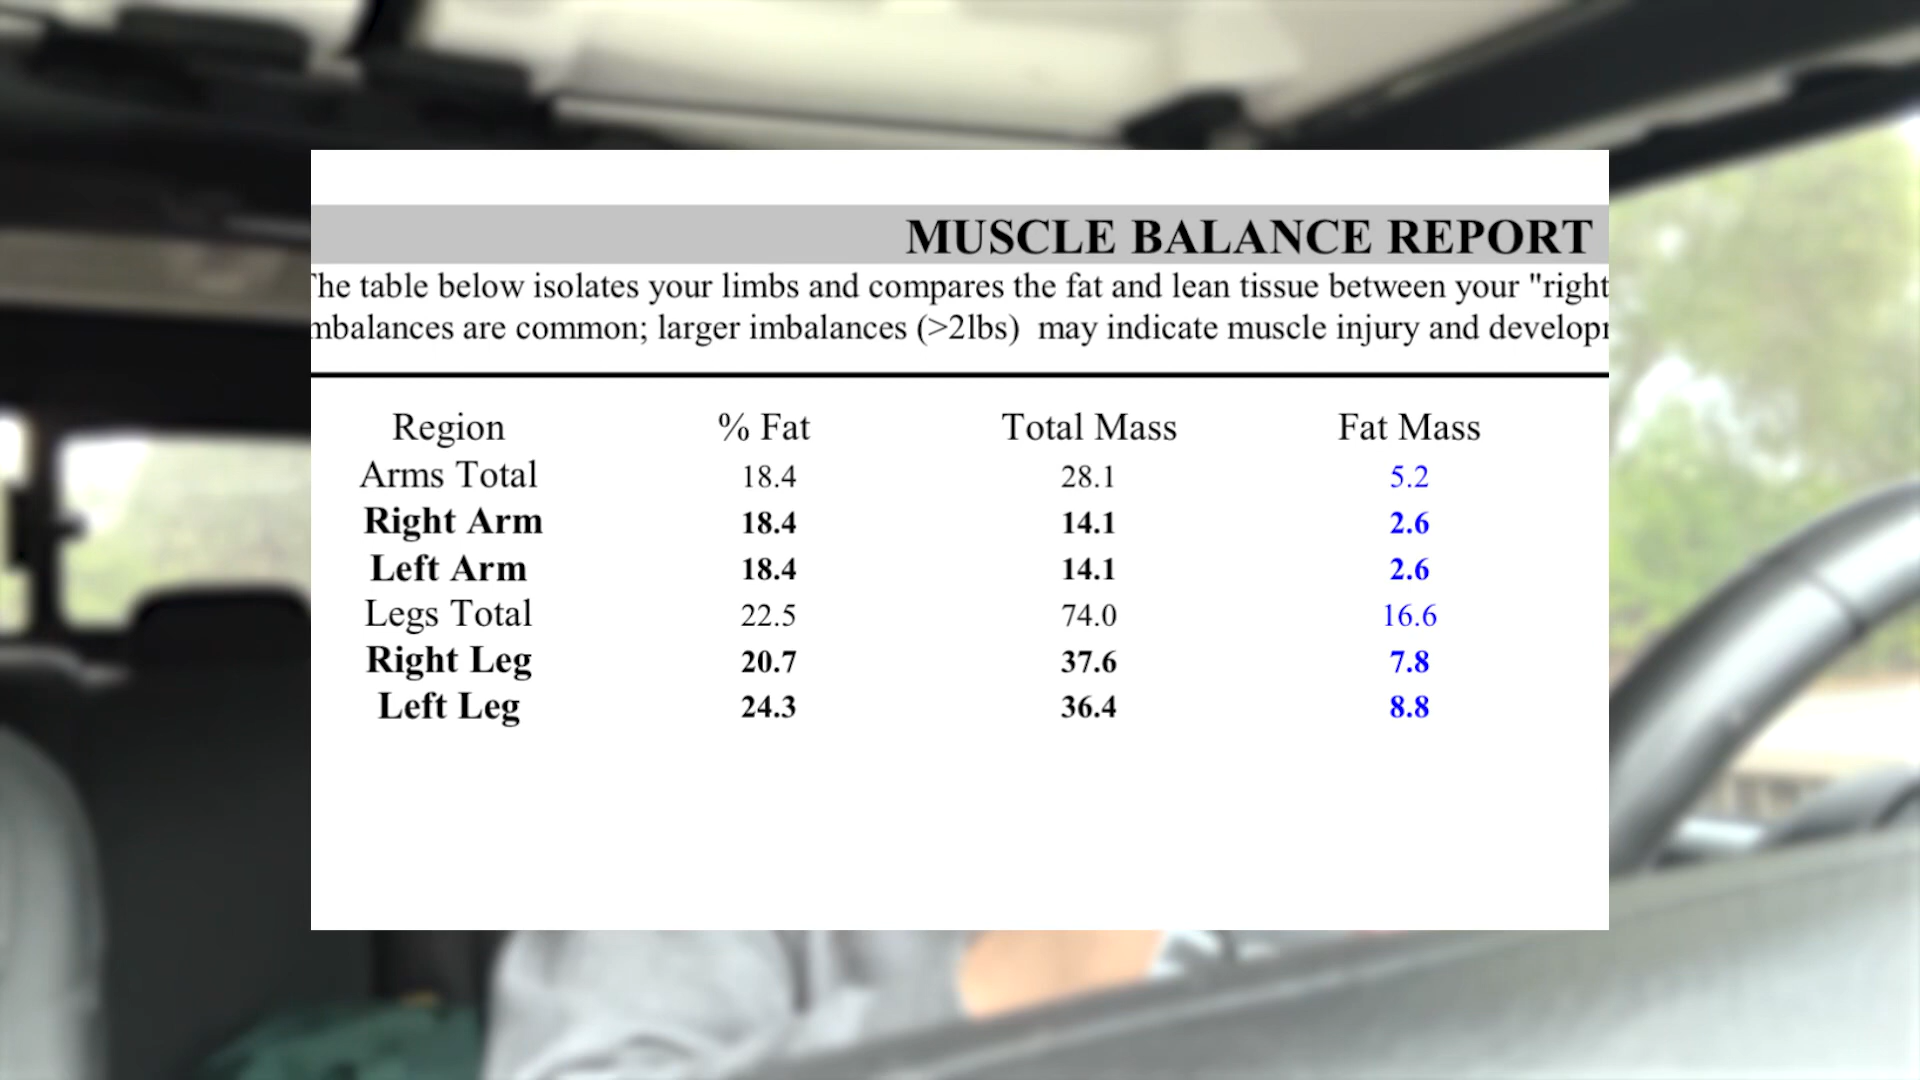 MUSCLE BALANCE REPORT
he table below isolates your limbs and compares the fat and lean tissue between your "right
mbalances are common; larger imbalances (>2lbs) may indicate muscle injury and develop
Region % Fat Total Mass Fat Mass
Arms Total 18.4 28.1 5.2
Right Arm 18.4 14.1 2.6
Left Arm 18.4 14.1 2.6
Legs Total 22.5 74.0 16.6
Right Leg 20.7 37.6 7.8
Left Leg 24.3 36.4 8.8